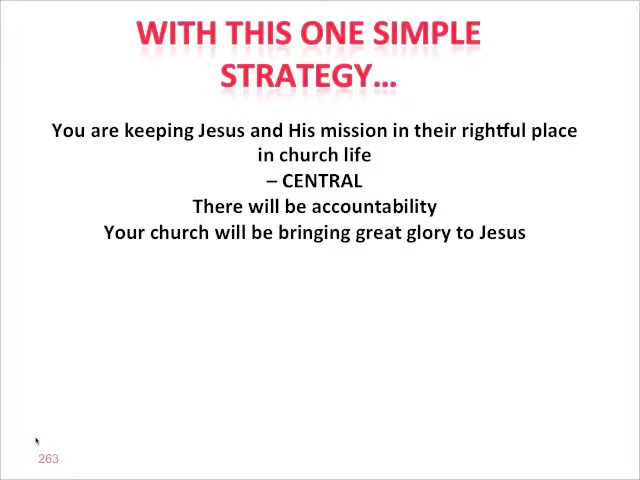 WITH THIS ONE SIMPLE
STRATEGY…
You are keeping Jesus and His mission in their rightful place
in church life
– CENTRAL
There will be accountability
Your church will be bringing great glory to Jesus
263